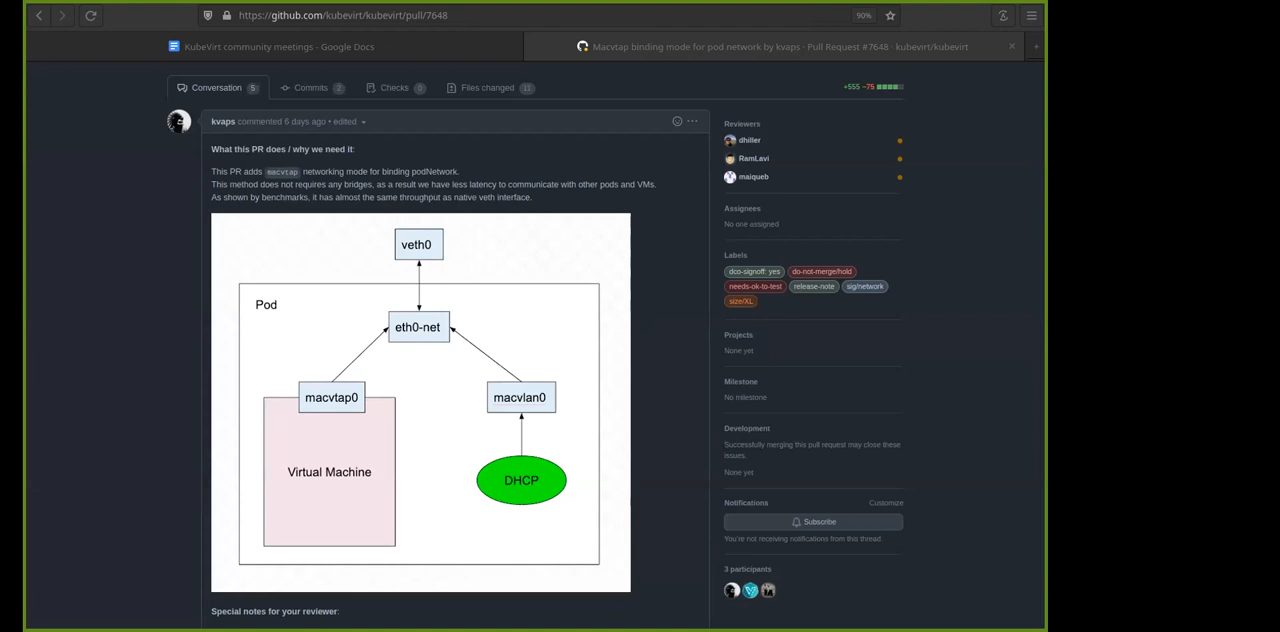 https://github.com/kubevirt/kubevirt/pull/7648
90%
KubeVirt community meetings - Google Docs
Macvtap binding mode for pod network by kvaps · Pull Request #7648 · kubevirt/kubevirt
Conversation 5
Commits 2
Checks 0
Files changed 11
+555 −75
kvaps commented 6 days ago • edited
What this PR does / why we need it:
This PR adds macvtap networking mode for binding podNetwork.
This method does not requires any bridges, as a result we have less latency to communicate with other pods and VMs.
As shown by benchmarks, it has almost the same throughput as native veth interface.
veth0
Pod
eth0-net
macvtap0
macvlan0
Virtual Machine
DHCP
Special notes for your reviewer:
Reviewers
dhiller
RamLavi
maiqueb
Assignees
No one assigned
Labels
dco-signoff: yes
do-not-merge/hold
needs-ok-to-test
release-note
sig/network
size/XL
Projects
None yet
Milestone
No milestone
Development
Successfully merging this pull request may close these
issues.
None yet
Notifications
Customize
Subscribe
You're not receiving notifications from this thread.
3 participants